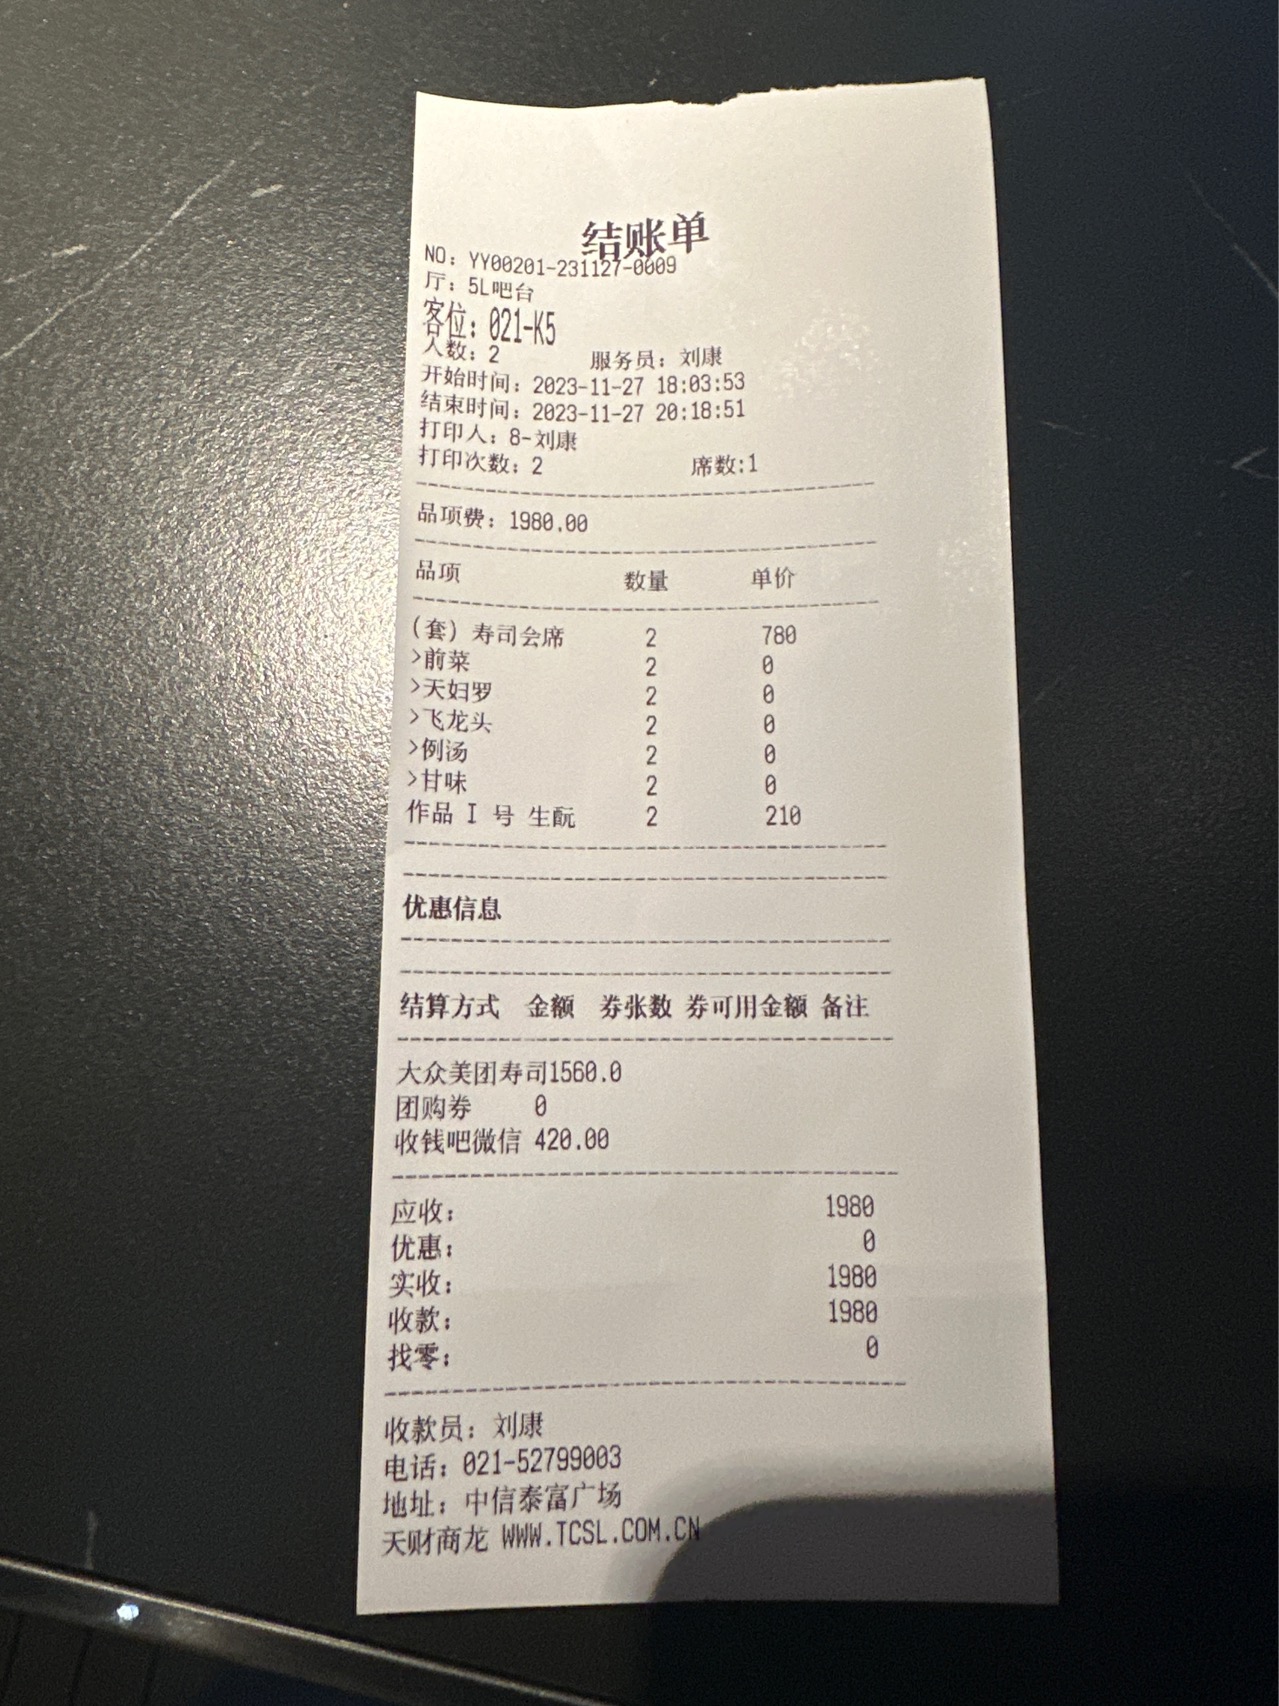 结账单
NO：YY00201-231127-0009
厅：5L吧台
客位：021-K5
人数：2 服务员：刘康
开始时间：2023-11-27 18:03:53
结束时间：2023-11-27 20:18:51
打印人：8-刘康
打印次数：2 席数:1
品项费：1980.00
品项 数量 单价
(套）寿司会席 2 780
>前菜 2 0
>天妇罗 2 0
>飞龙头 2 0
>例汤 2 0
>甘味 2 0
作品 I 号 生酛 2 210
优惠信息
结算方式 金额 券张数 券可用金额 备注
大众美团寿司1560.0
团购券 0
收钱吧微信 420.00
应收： 1980
优惠： 0
实收： 1980
收款： 1980
找零： 0
收款员：刘康
电话：021-52799003
地址：中信泰富广场
天财商龙 WWW.TCSL.COM.CN